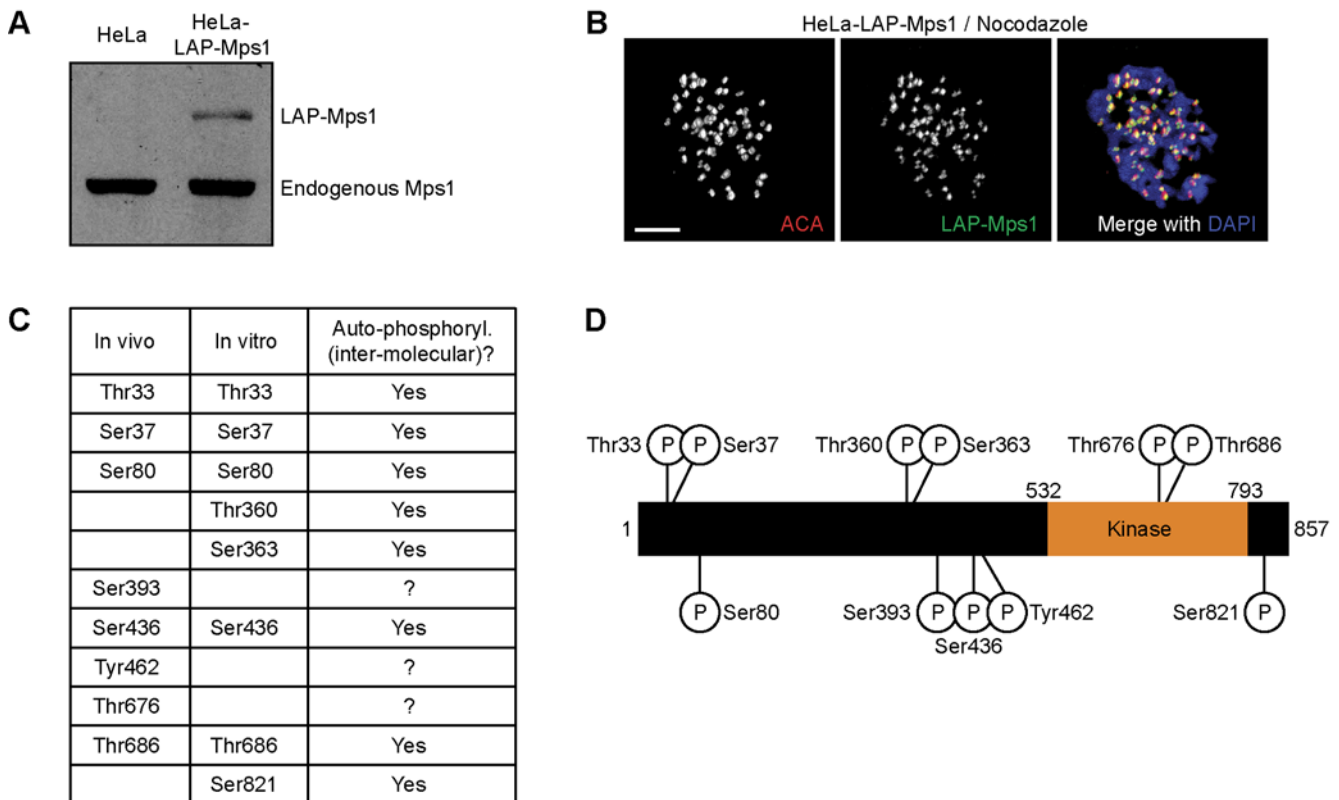 A
HeLa
HeLa-
LAP-Mps1
LAP-Mps1
Endogenous Mps1
B
HeLa-LAP-Mps1 / Nocodazole
ACA
LAP-Mps1
Merge with DAPI
C
In vivo In vitro Auto-phosphoryl.
(inter-molecular)?
Thr33 Thr33 Yes
Ser37 Ser37 Yes
Ser80 Ser80 Yes
Thr360 Yes
Ser363 Yes
Ser393 ?
Ser436 Ser436 Yes
Tyr462 ?
Thr676 ?
Thr686 Thr686 Yes
Ser821 Yes
D
Thr33 P P Ser37 Thr360 P P Ser363 Thr676 P P Thr686
532 793
1 Kinase 857
P Ser80 Ser393 P P P Tyr462 Ser821 P
Ser436